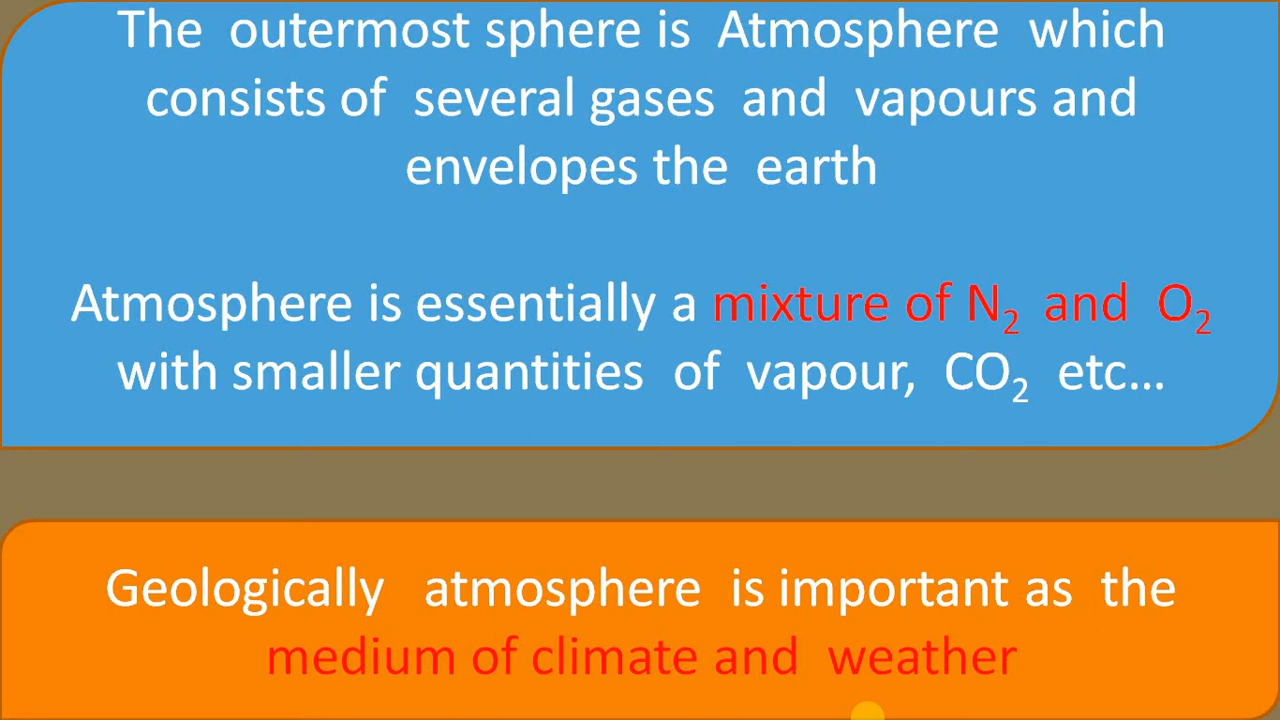 The outermost sphere is Atmosphere which
consists of several gases and vapours and
envelopes the earth
Atmosphere is essentially a mixture of N₂ and O₂
with smaller quantities of vapour, CO₂ etc...
Geologically atmosphere is important as the
medium of climate and weather